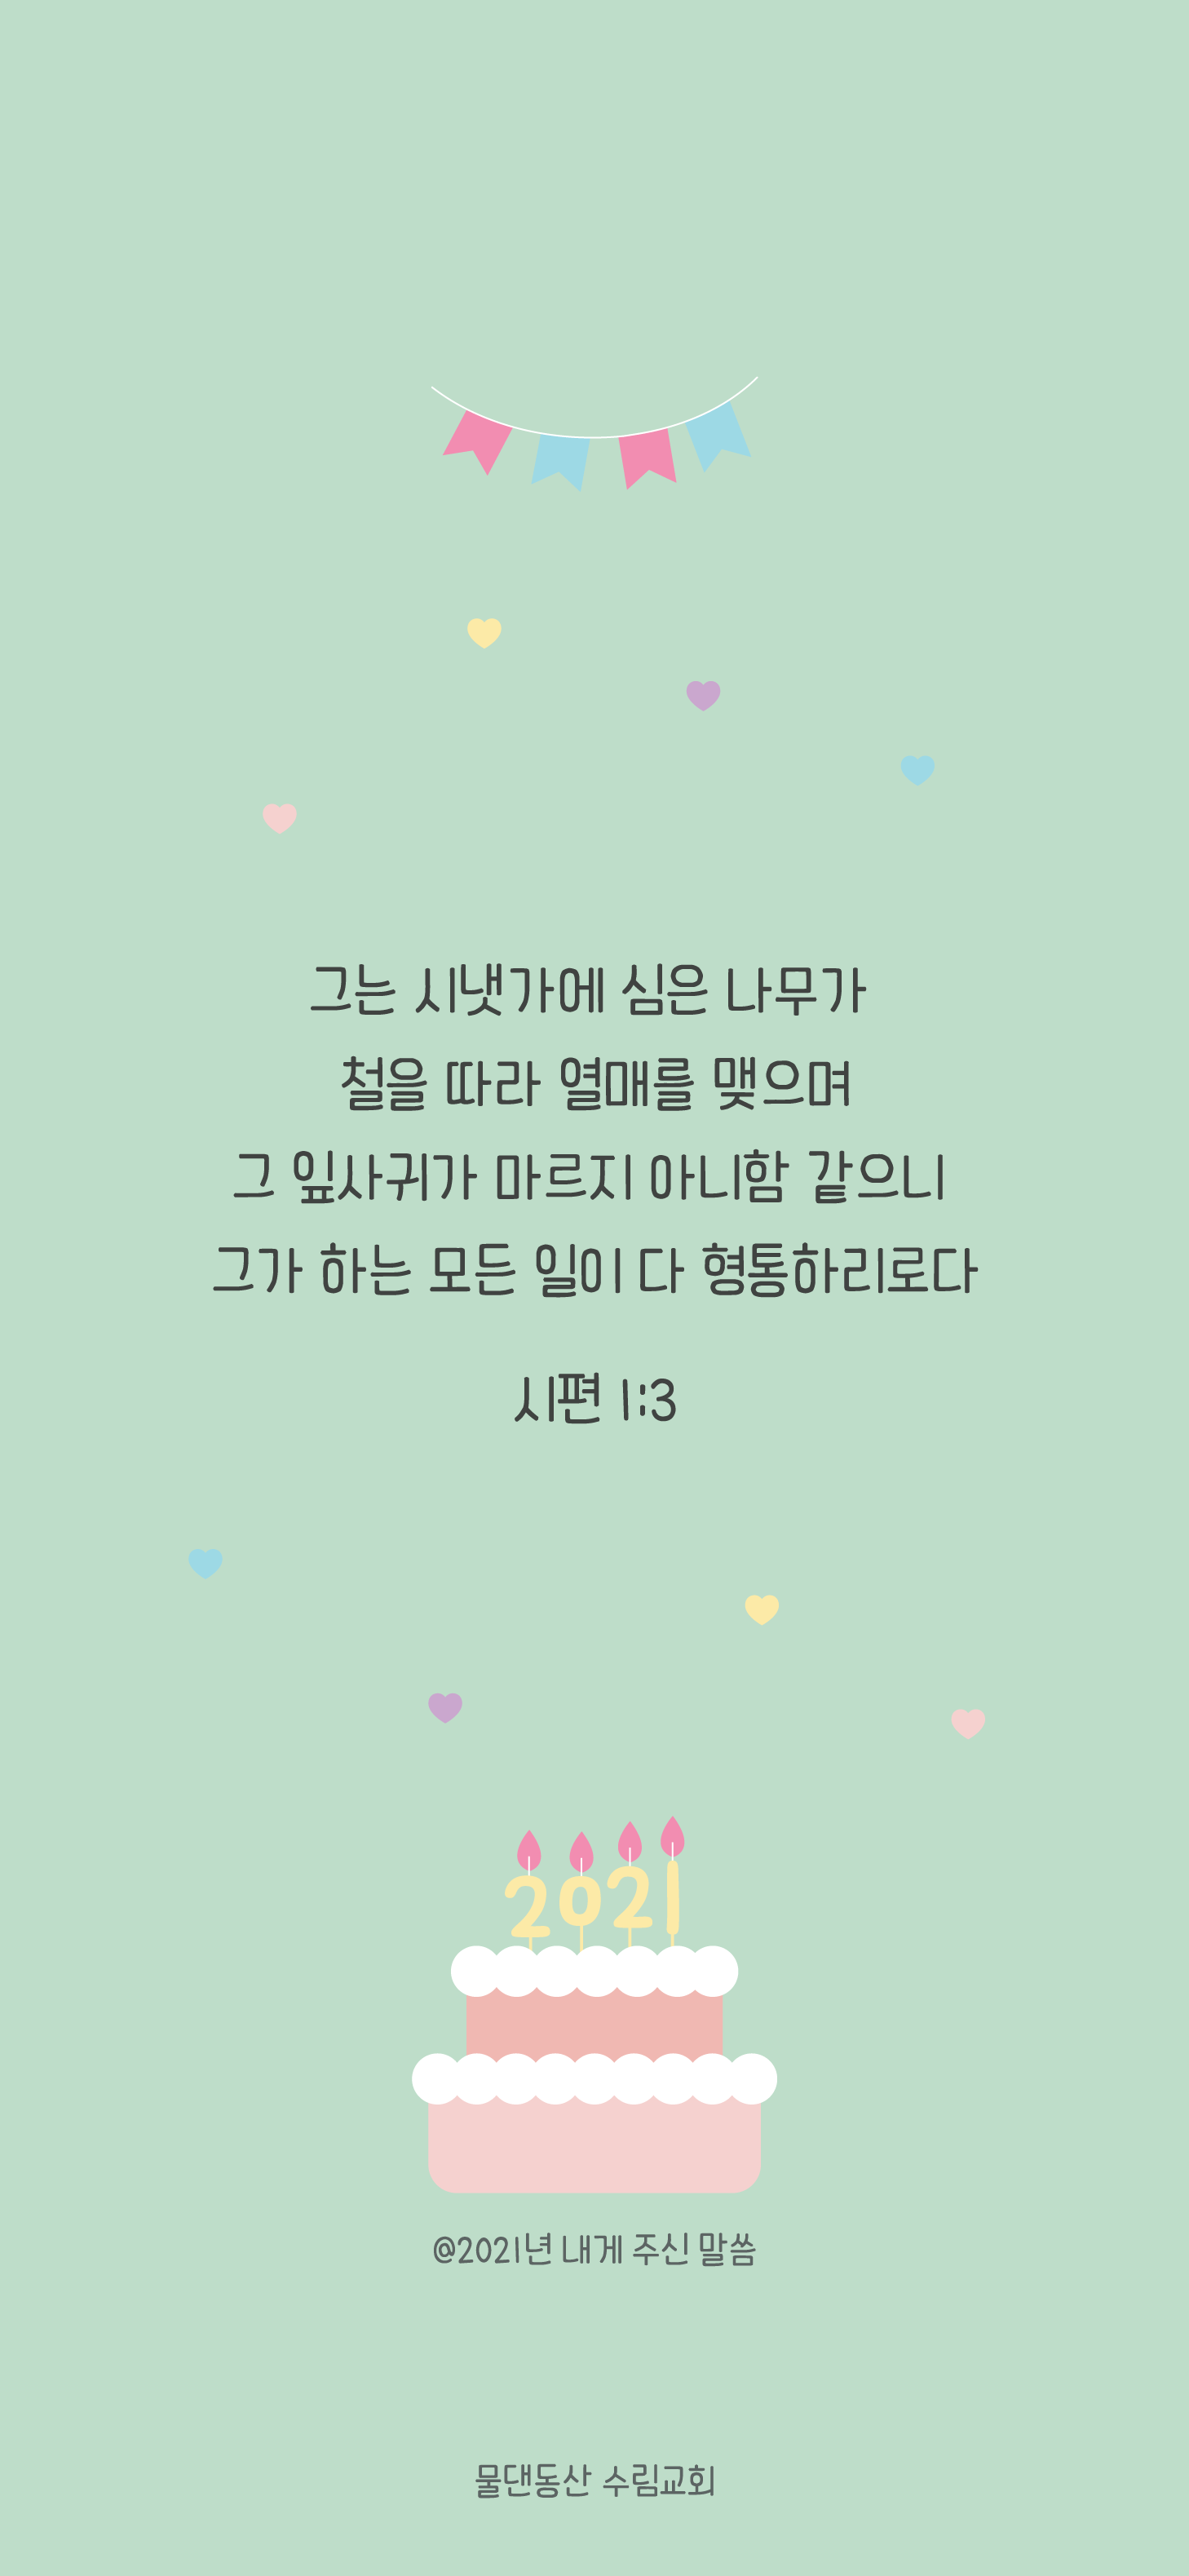 그는 시냇가에 심은 나무가
철을 따라 열매를 맺으며
그 잎사귀가 마르지 아니함 같으니
그가 하는 모든 일이 다 형통하리로다
시편 1:3
2021
@2021년 내게 주신 말씀
물댄동산 수림교회